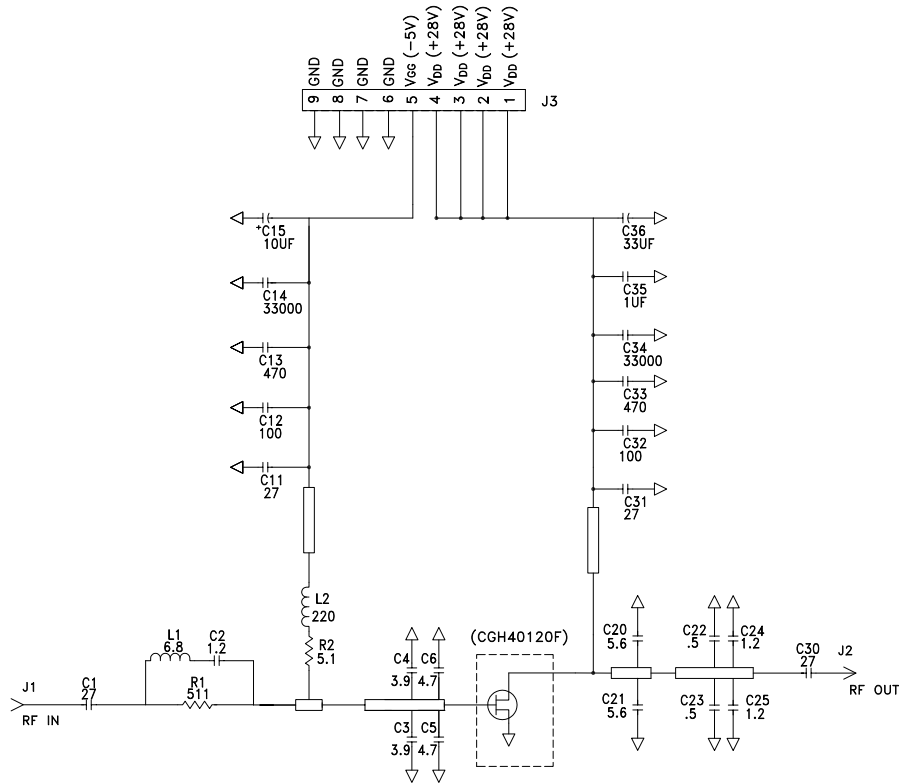 9 GND
8 GND
7 GND
6 GND
5 VGG (-5V)
4 VDD (+28V)
3 VDD (+28V)
2 VDD (+28V)
1 VDD (+28V)
J3
+C15
10UF
C14
33000
C13
470
C12
100
C11
27
C36
33UF
C35
1UF
C34
33000
C33
470
C32
100
C31
27
L2
220
R2
5.1
L1
6.8
C2
1.2
R1
511
C1
27
J1
RF IN
C4
3.9
C6
4.7
C3
3.9
C5
4.7
(CGH40120F)
C20
5.6
C21
5.6
C22
.5
C24
1.2
C23
.5
C25
1.2
C30
27
J2
RF OUT